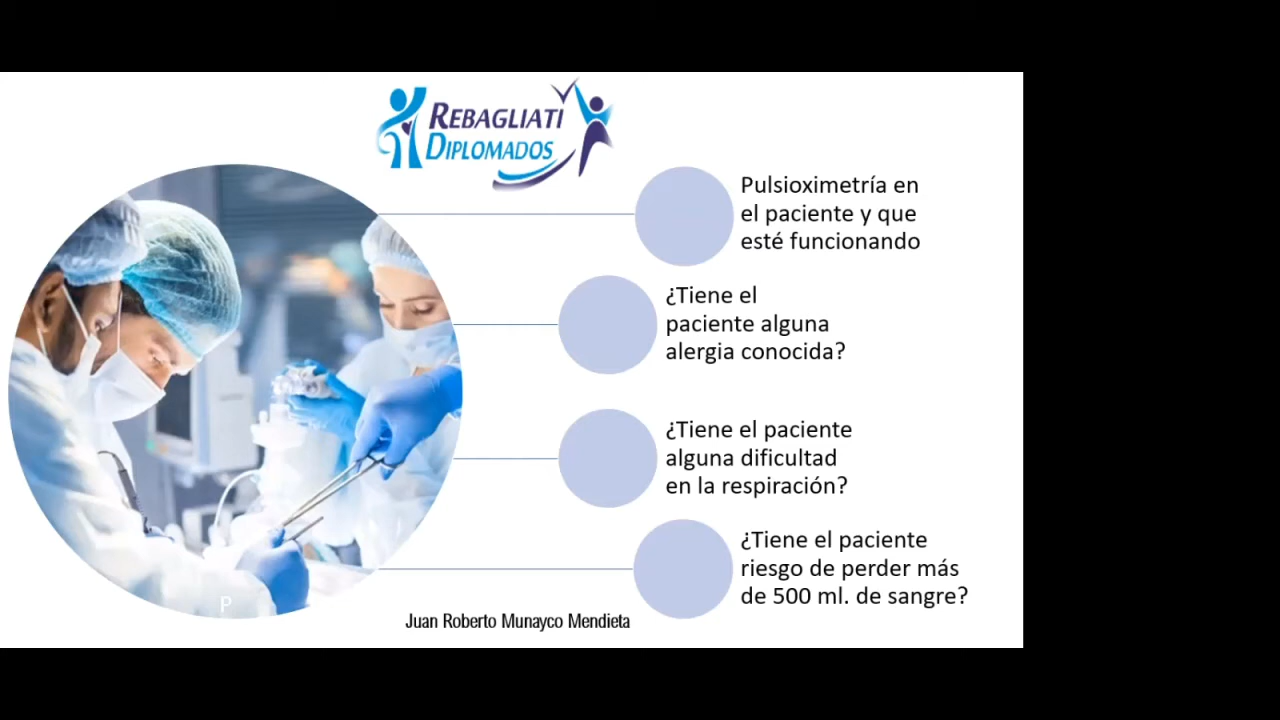 REBAGLIATI
DIPLOMADOS
Pulsioximetría en
el paciente y que
esté funcionando
¿Tiene el
paciente alguna
alergia conocida?
¿Tiene el paciente
alguna dificultad
en la respiración?
¿Tiene el paciente
riesgo de perder más
de 500 ml. de sangre?
P
Juan Roberto Munayco Mendieta